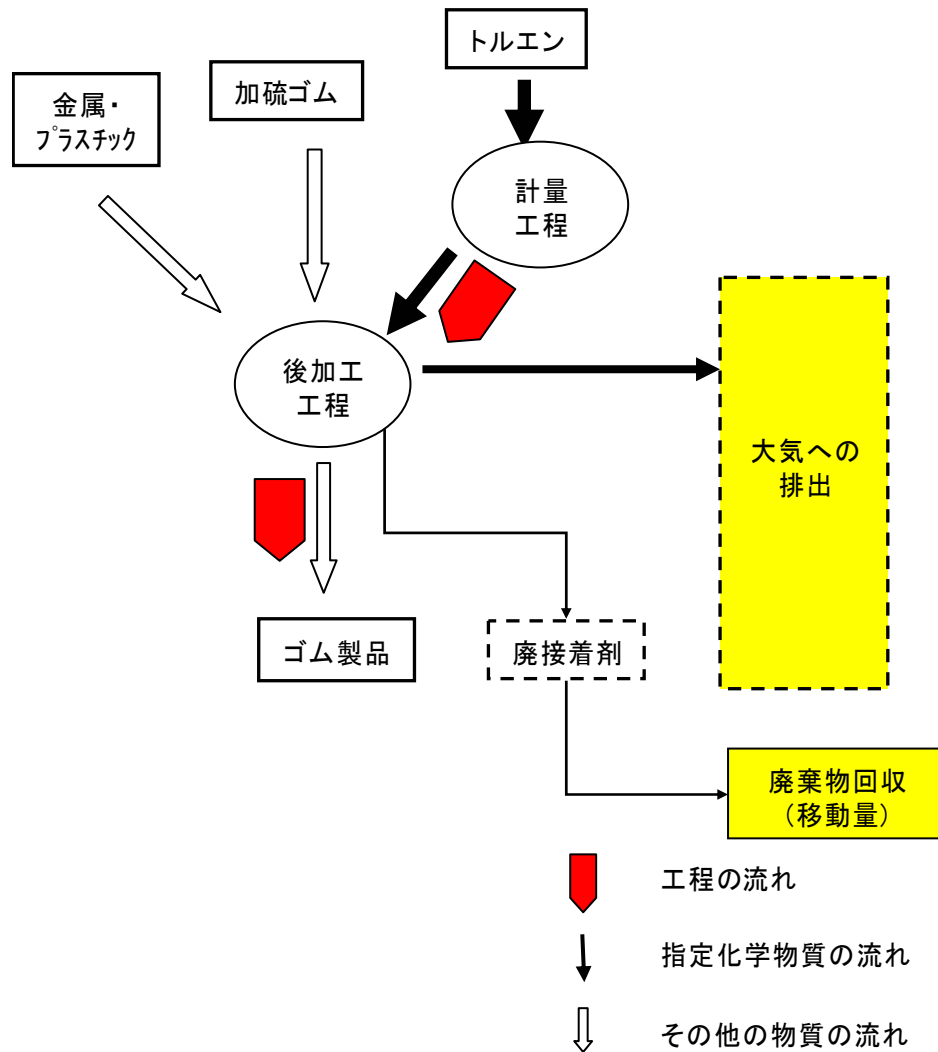 トルエン
加硫ゴム
金属・
プラスチック
計量
工程
後加工
工程
大気への
排出
ゴム製品
廃接着剤
廃棄物回収
（移動量）
工程の流れ
指定化学物質の流れ
その他の物質の流れ